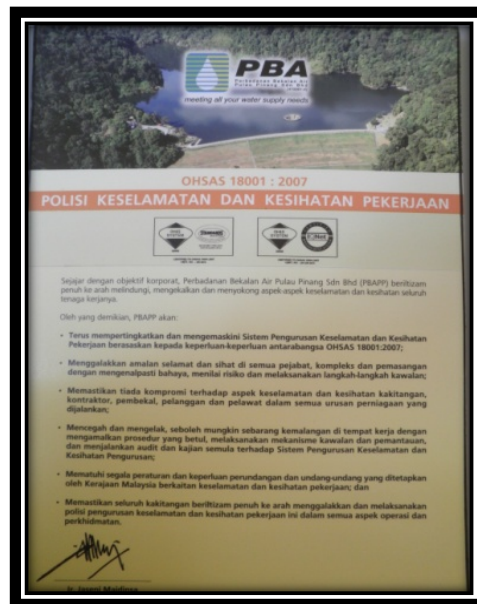 PBA
Perbadanan Bekalan Air
Pulau Pinang Sdn Bhd
meeting all your water supply needs
OHSAS 18001 : 2007
POLISI KESELAMATAN DAN KESIHATAN PEKERJAAN
Sejajar dengan objektif korporat, Perbadanan Bekalan Air Pulau Pinang Sdn Bhd (PBAPP) beriltizam
penuh ke arah melindungi, mengekalkan dan menyokong aspek-aspek keselamatan dan kesihatan seluruh
tenaga kerjanya.
Oleh yang demikian, PBAPP akan:
• Terus mempertingkatkan dan mengemaskini Sistem Pengurusan Keselamatan dan Kesihatan
Pekerjaan berasaskan kepada keperluan-keperluan antarabangsa OHSAS 18001:2007;
• Menggalakkan amalan selamat dan sihat di semua pejabat, kompleks dan pemasangan
dengan mengenalpasti bahaya, menilai risiko dan melaksanakan langkah-langkah kawalan;
• Memastikan tiada kompromi terhadap aspek keselamatan dan kesihatan kakitangan,
kontraktor, pembekal, pelanggan dan pelawat dalam semua urusan perniagaan yang
dijalankan;
• Mencegah dan mengelak, seboleh mungkin sebarang kemalangan di tempat kerja dengan
mengamalkan prosedur yang betul, melaksanakan mekanisme kawalan dan pemantauan,
dan menjalankan audit dan kajian semula terhadap Sistem Pengurusan Keselamatan dan
Kesihatan Pengurusan;
• Mematuhi segala peraturan dan keperluan perundangan dan undang-undang yang ditetapkan
oleh Kerajaan Malaysia berkaitan keselamatan dan kesihatan pekerjaan; dan
• Memastikan seluruh kakitangan beriltizam penuh ke arah menggalakkan dan melaksanakan
polisi pengurusan keselamatan dan kesihatan pekerjaan ini dalam semua aspek operasi dan
perkhidmatan.
Ir. Jaseni Maidinsa